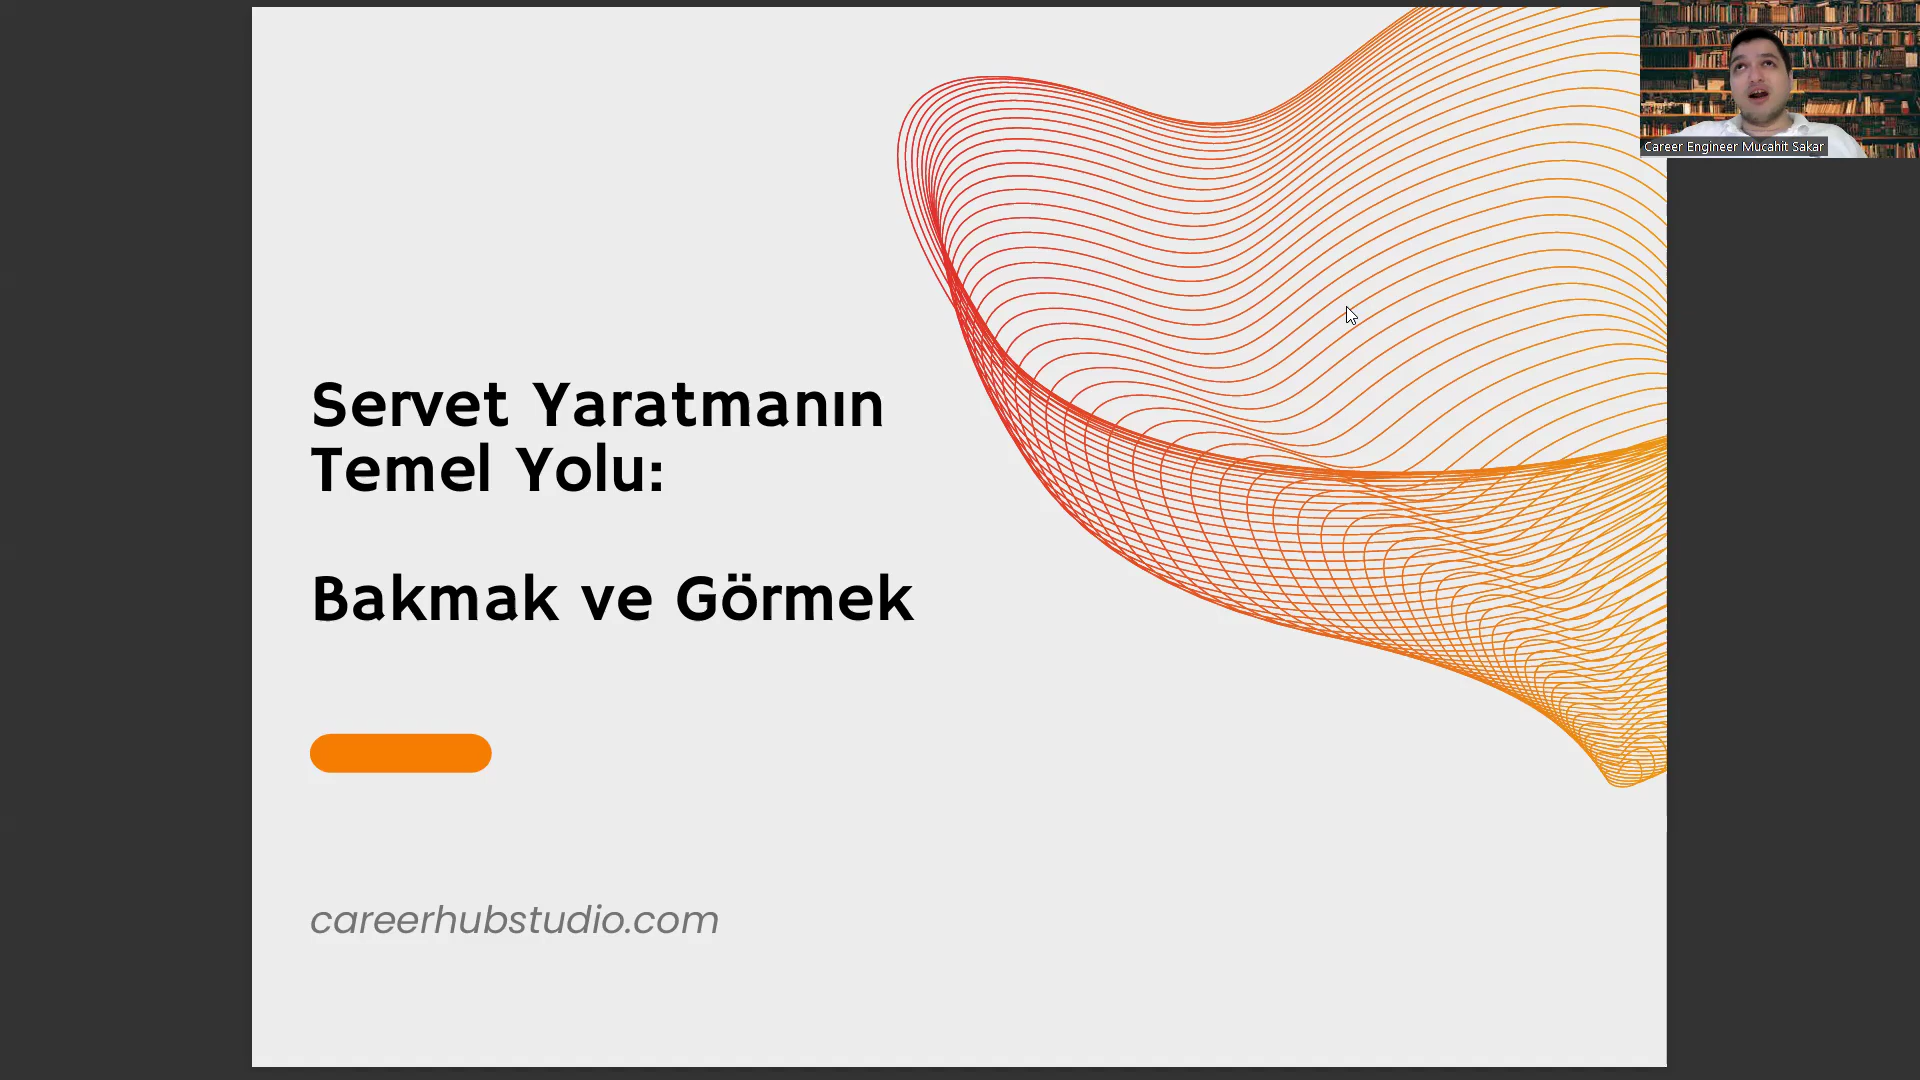 Career Engineer Mucahit Sakar
Servet Yaratmanın
Temel Yolu:
Bakmak ve Görmek
careerhubstudio.com